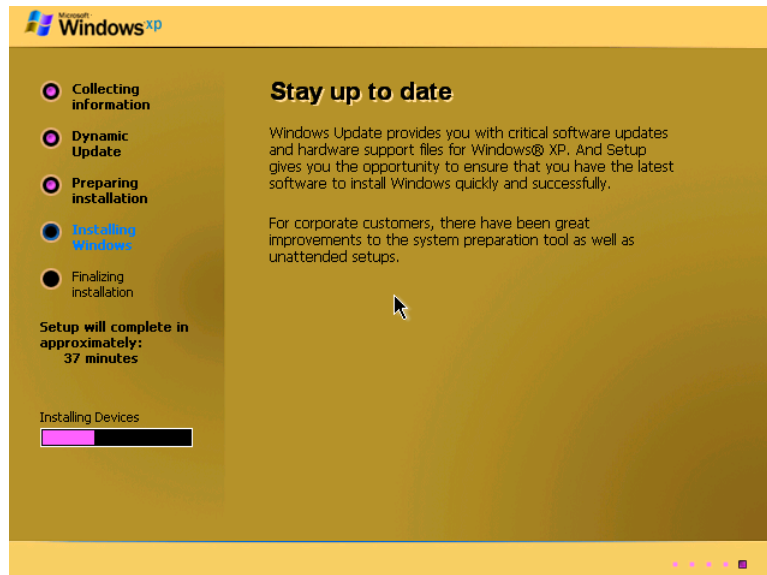 Microsoft
Windows xp
Collecting
information
Dynamic
Update
Preparing
installation
Installing
Windows
Finalizing
installation
Setup will complete in
approximately:
37 minutes
Installing Devices
Stay up to date
Windows Update provides you with critical software updates
and hardware support files for Windows® XP. And Setup
gives you the opportunity to ensure that you have the latest
software to install Windows quickly and successfully.
For corporate customers, there have been great
improvements to the system preparation tool as well as
unattended setups.